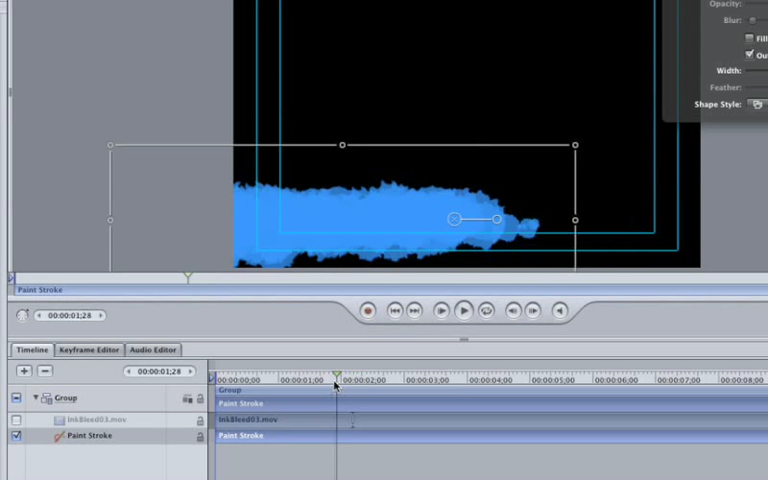 Opacity:
Blur:
Fill
Ou
Width:
Feather:
Shape Style:
Paint Stroke
00:00:01;28
Timeline Keyframe Editor Audio Editor
00:00:01;28
00:00:00;00 00:00:01;00 00:00:02;00 00:00:03;00 00:00:04;00 00:00:05;00 00:00:06;00 00:00:07;00 00:00:08;00
Group
Group
Paint Stroke
InkBleed03.mov
InkBleed03.mov
Paint Stroke
Paint Stroke